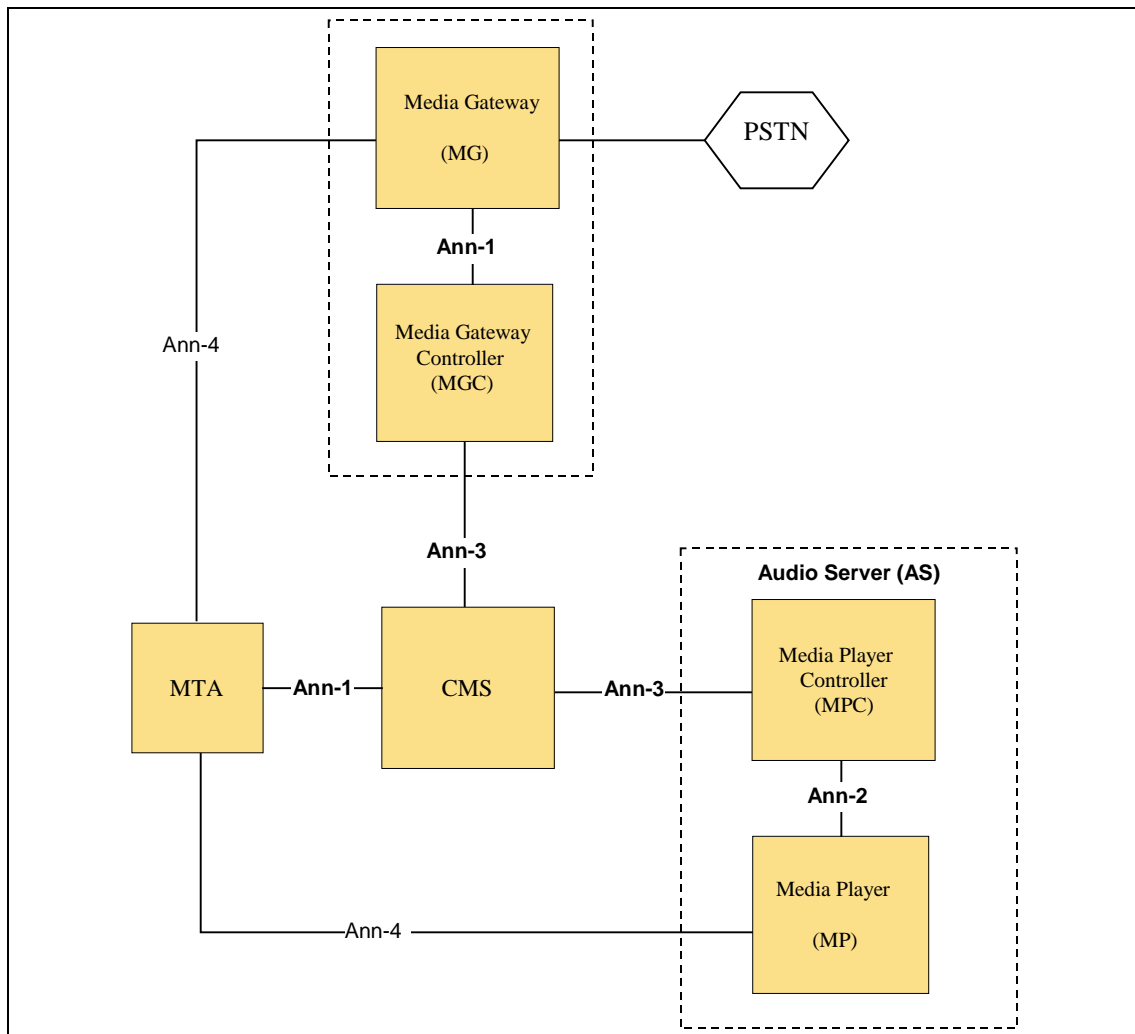 Media Gateway
(MG)
PSTN
Ann-1
Media Gateway
Controller
(MGC)
Ann-4
Ann-3
Audio Server (AS)
MTA
Ann-1
CMS
Ann-3
Media Player
Controller
(MPC)
Ann-2
Media Player
(MP)
Ann-4